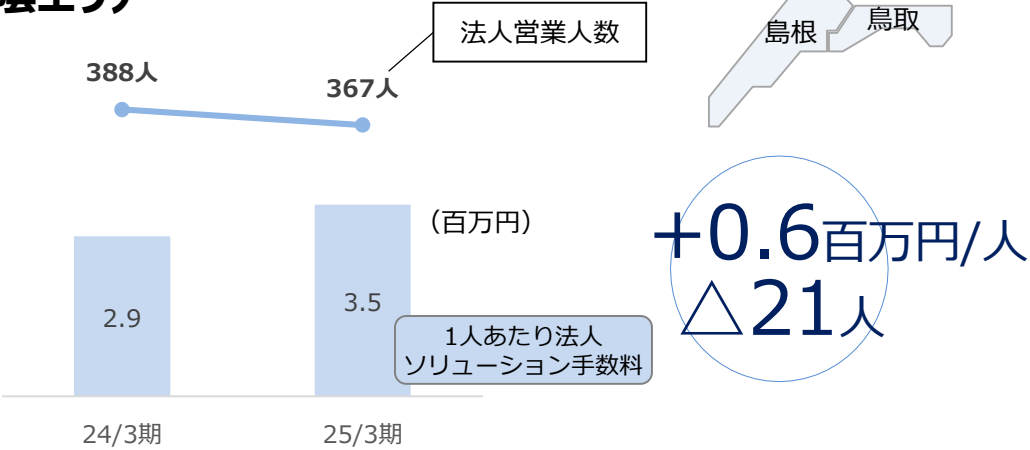 エリア
法人営業人数
島根
鳥取
388人
367人
(百万円)
+0.6百万円/人
△21人
2.9
3.5
1人あたり法人
ソリューション手数料
24/3期
25/3期